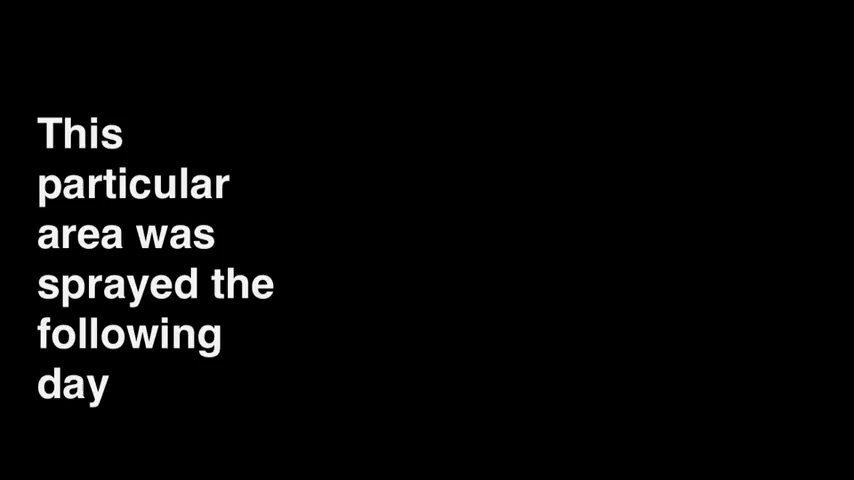 This
particular
area was
sprayed the
following
day